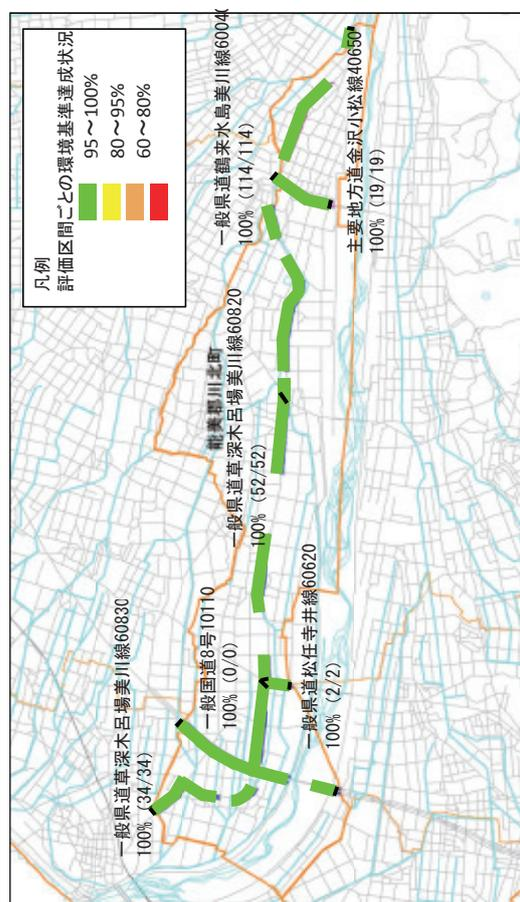 凡例
評価区間ごとの環境基準達成状況
95～100%
80～95%
60～80%
一般県道草深木呂場美川線60830
100% (34/34)
一般国道8号10110
100% (0/0)
一般県道松任寺井線60620
100% (2/2)
能美郡川北町
一般県道草深木呂場美川線60820
100% (52/52)
一般県道鶴来水島美川線6004
100% (114/114)
主要地方道金沢小松線40650
100% (19/19)